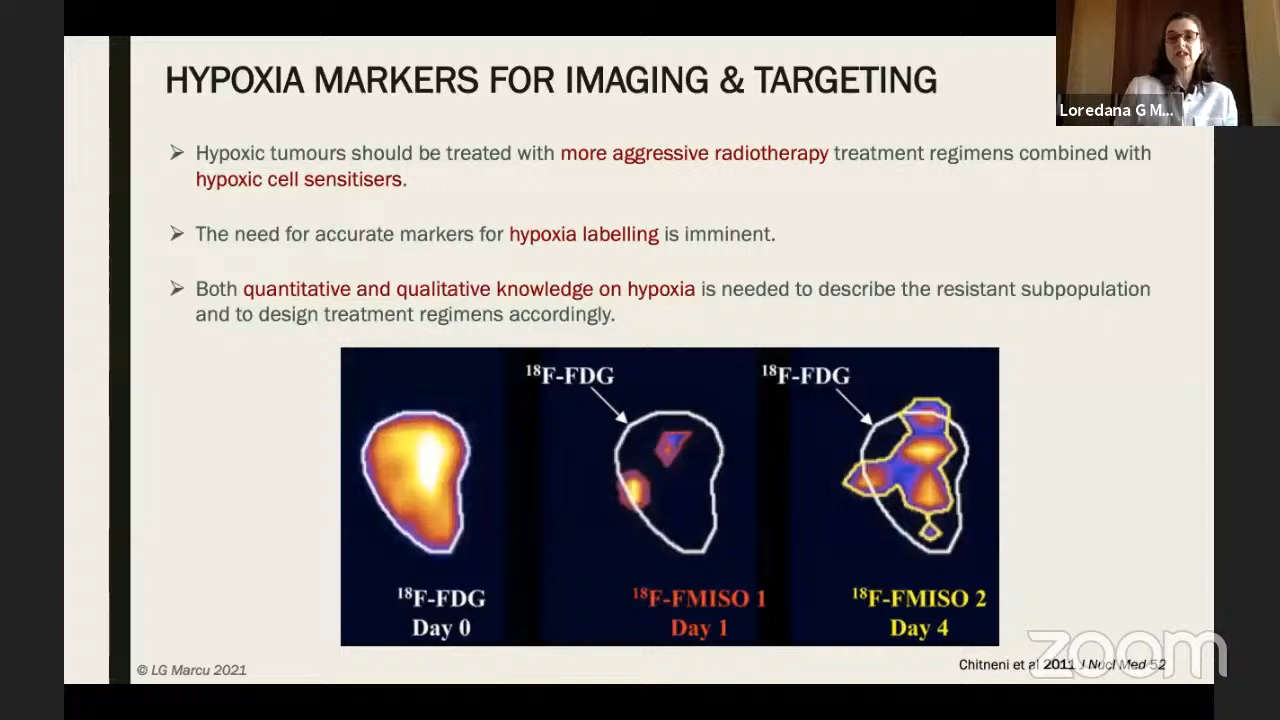 HYPOXIA MARKERS FOR IMAGING & TARGETING
Loredana G M...
➢ Hypoxic tumours should be treated with more aggressive radiotherapy treatment regimens combined with
hypoxic cell sensitisers.
➢ The need for accurate markers for hypoxia labelling is imminent.
➢ Both quantitative and qualitative knowledge on hypoxia is needed to describe the resistant subpopulation
and to design treatment regimens accordingly.
¹⁸F-FDG
¹⁸F-FDG
¹⁸F-FDG
Day 0
¹⁸F-FMISO 1
Day 1
¹⁸F-FMISO 2
Day 4
© LG Marcu 2021
Chitneni et al 2011 J Nucl Med 52
zoom